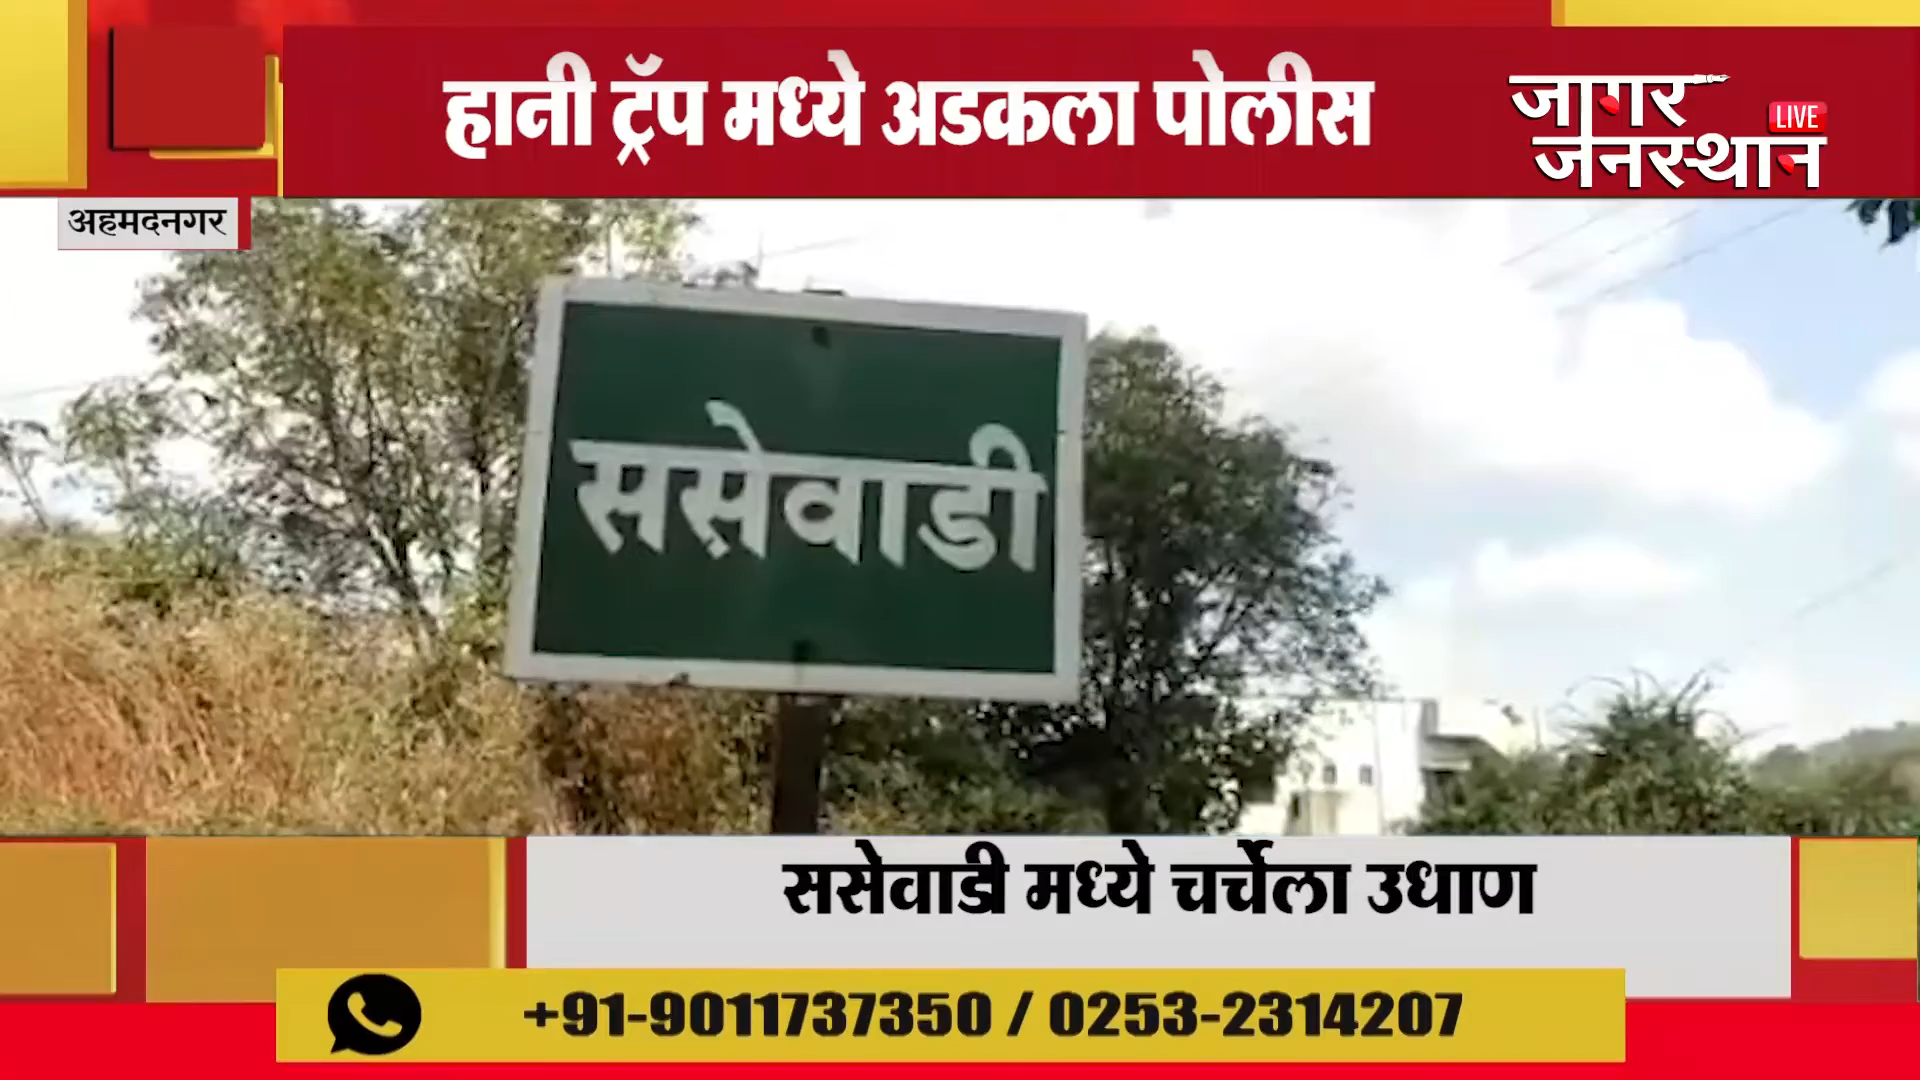 हानी ट्रॅप मध्ये अडकला पोलीस
जागर
LIVE
जनस्थान
अहमदनगर
ससेवाडी
ससेवाडी मध्ये चर्चेला उधाण
+91-9011737350 / 0253-2314207